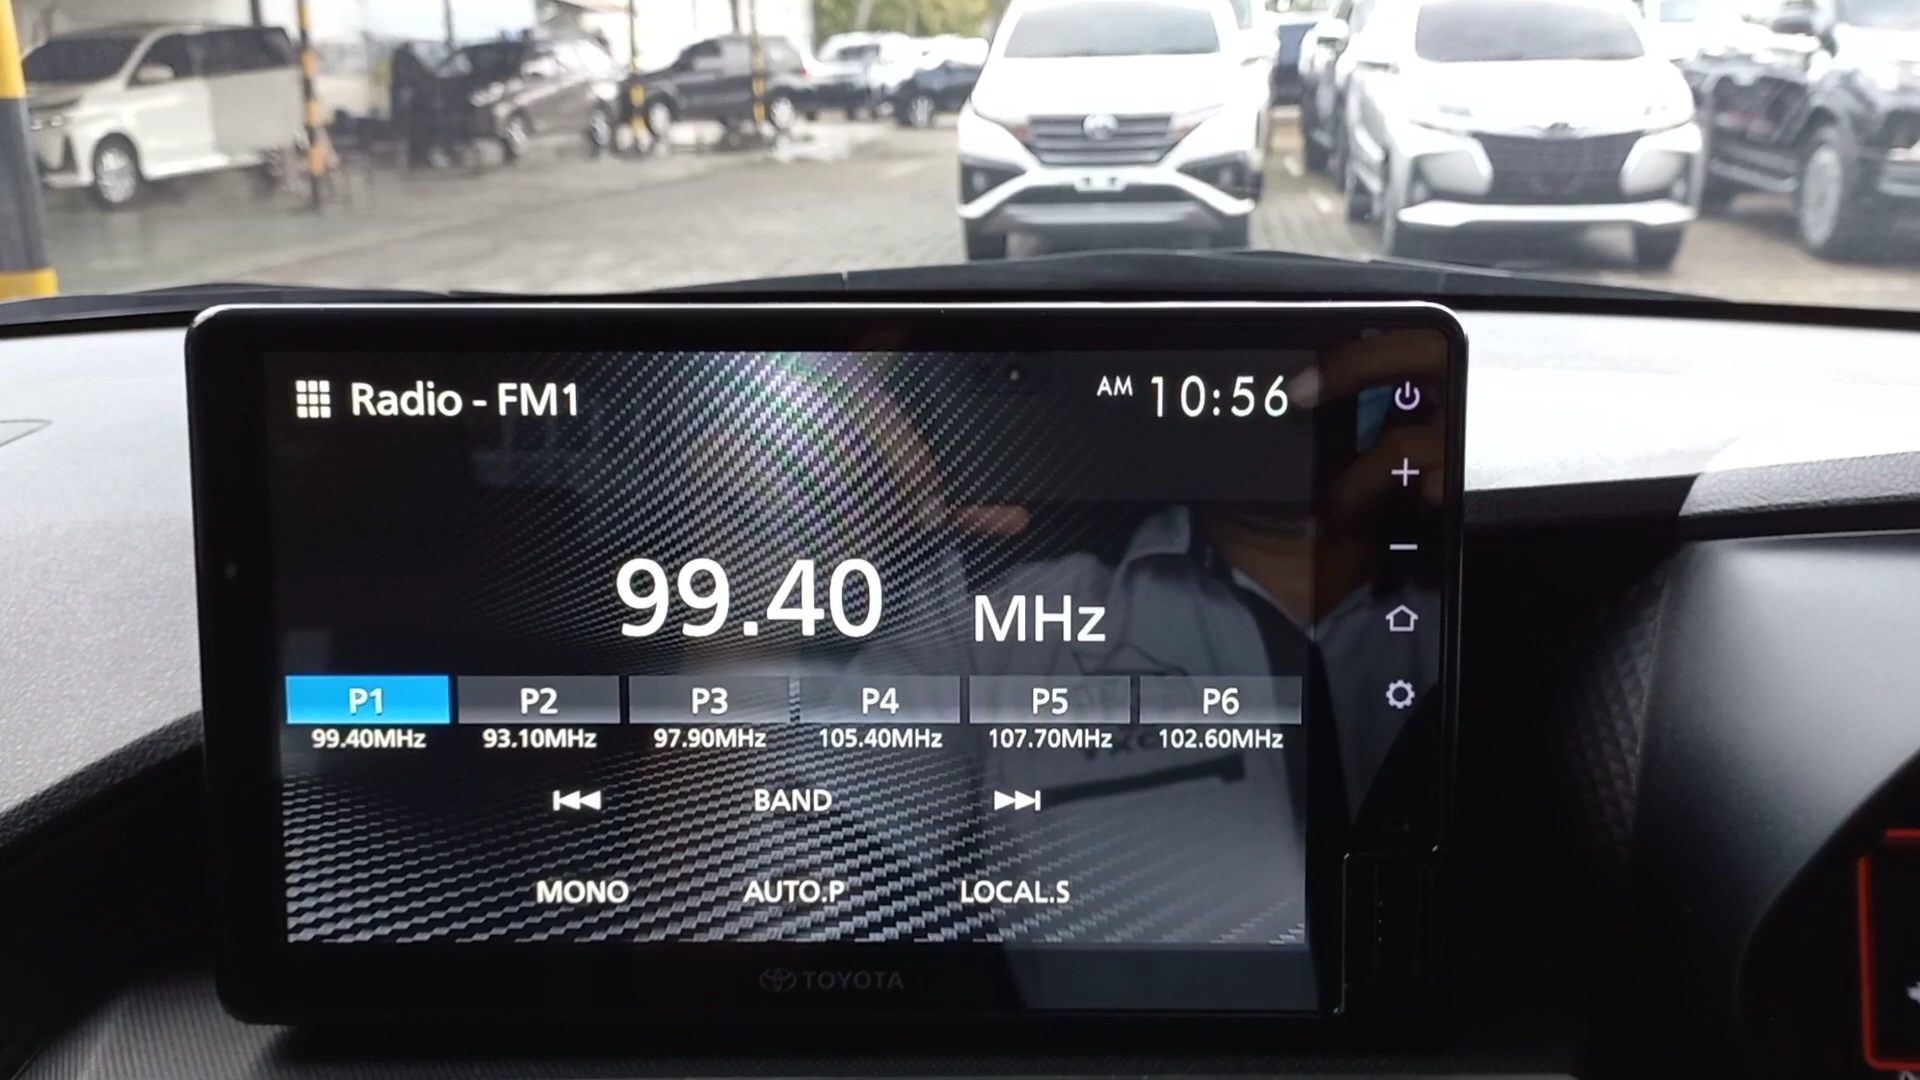 Radio - FM1
AM 10:56
99.40 MHz
P1 P2 P3 P4 P5 P6
99.40MHz 93.10MHz 97.90MHz 105.40MHz 107.70MHz 102.60MHz
BAND
MONO AUTO.P LOCAL.S
TOYOTA